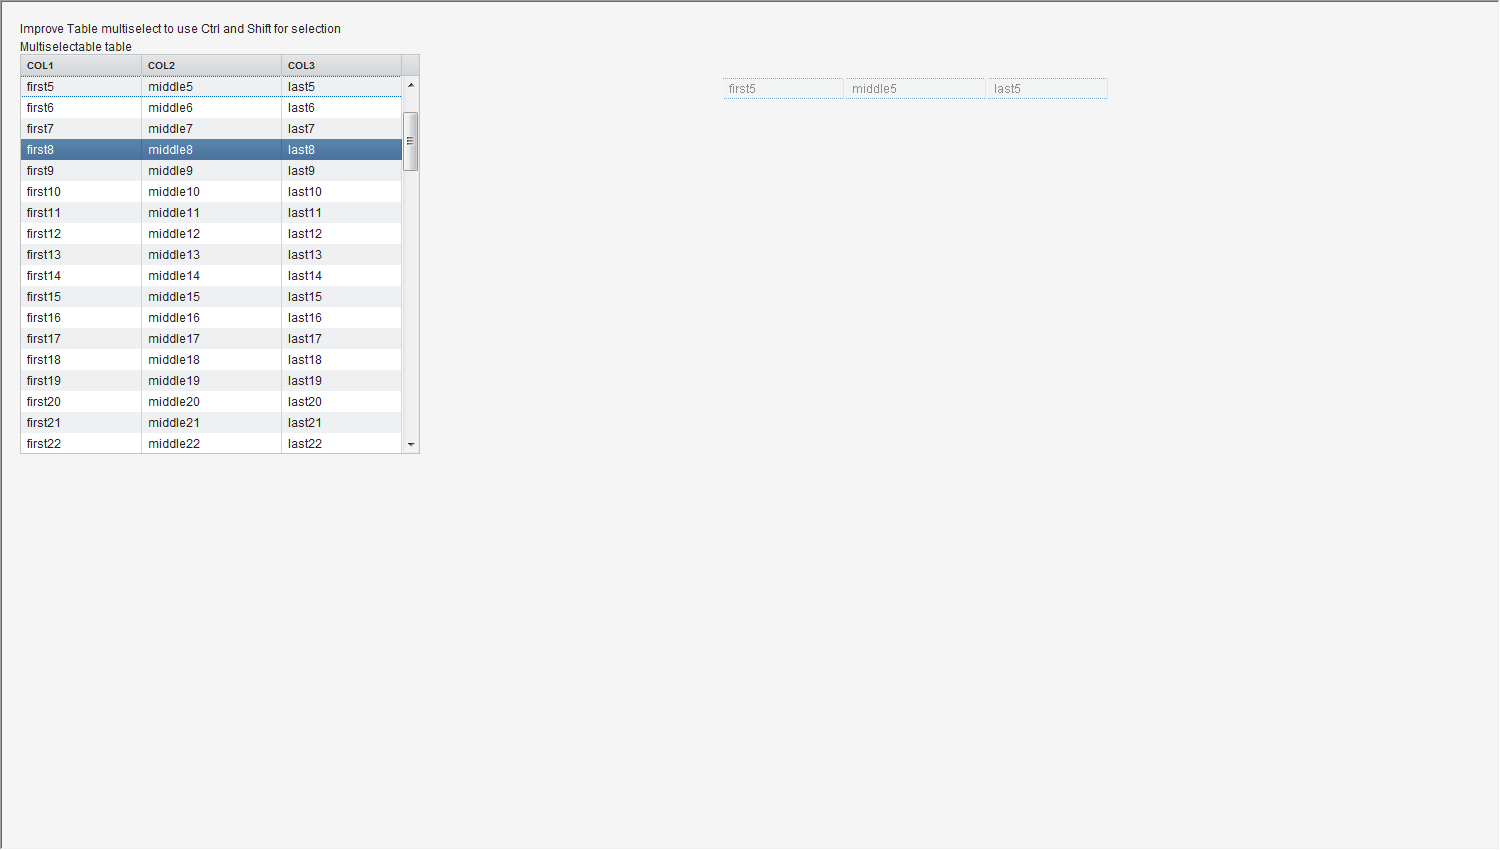 Improve Table multiselect to use Ctrl and Shift for selection
Multiselectable table
COL1 COL2 COL3
first5 middle5 last5
first6 middle6 last6
first7 middle7 last7
first8 middle8 last8
first9 middle9 last9
first10 middle10 last10
first11 middle11 last11
first12 middle12 last12
first13 middle13 last13
first14 middle14 last14
first15 middle15 last15
first16 middle16 last16
first17 middle17 last17
first18 middle18 last18
first19 middle19 last19
first20 middle20 last20
first21 middle21 last21
first22 middle22 last22
first5 middle5 last5